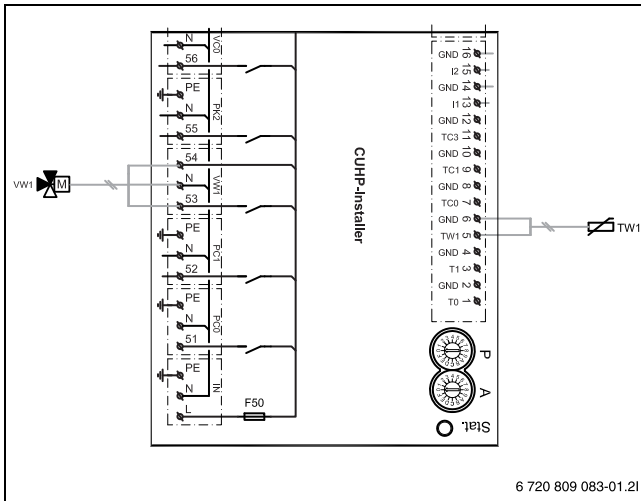 N
VC0
56
PE
N
PK2
55
54
N
VW1
53
PE
N
PC1
52
PE
N
PC0
51
PE
N
IN
L
F50
VW1
M
CUHP-Installer
GND 16
I2 15
GND 14
I1 13
GND 12
TC3 11
GND 10
TC1 9
GND 8
TC0 7
GND 6
TW1 5
GND 4
T1 3
GND 2
T0 1
TW1
P
A
Stat.
6 720 809 083-01.2I